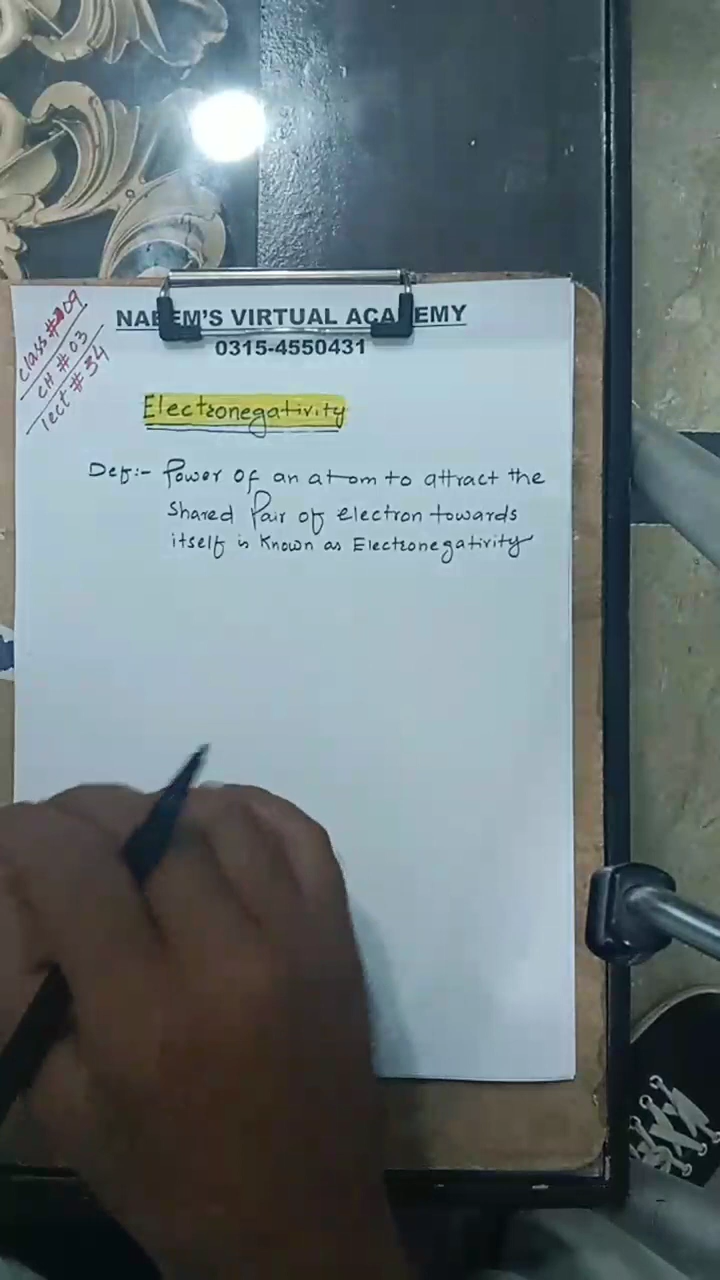 Class # 09
CH # 03
Lect # 34
NAEEM'S VIRTUAL ACADEMY
0315-4550431
Electronegativity
Def:- Power of an atom to attract the
shared Pair of electron towards
itself is known as Electronegativity